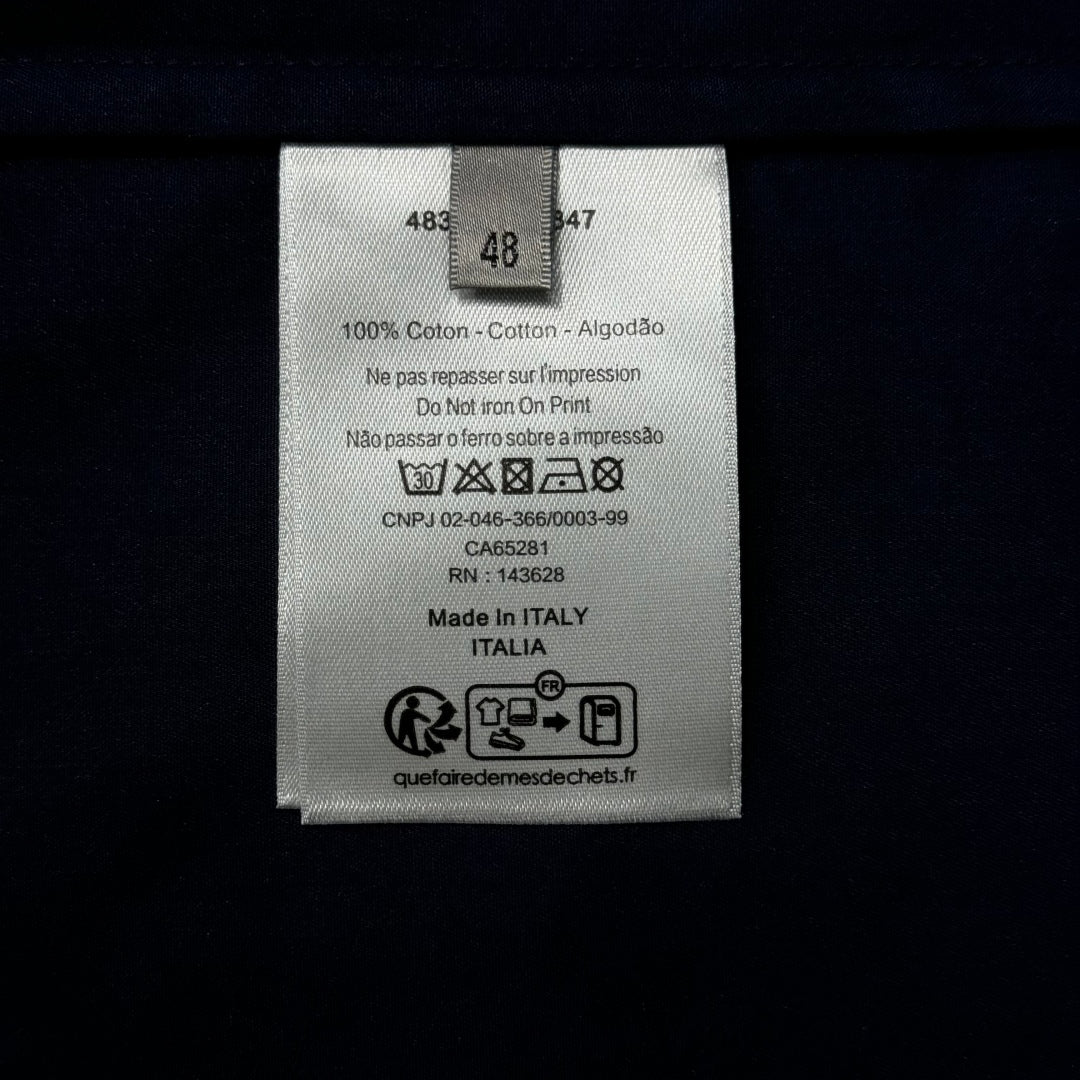 483 347
48
100% Coton - Cotton - Algodão
Ne pas repasser sur l'impression
Do Not iron On Print
Não passar o ferro sobre a impressão
30
CNPJ 02-046-366/0003-99
CA65281
RN : 143628
Made In ITALY
ITALIA
FR
quefairedemesdechets.fr